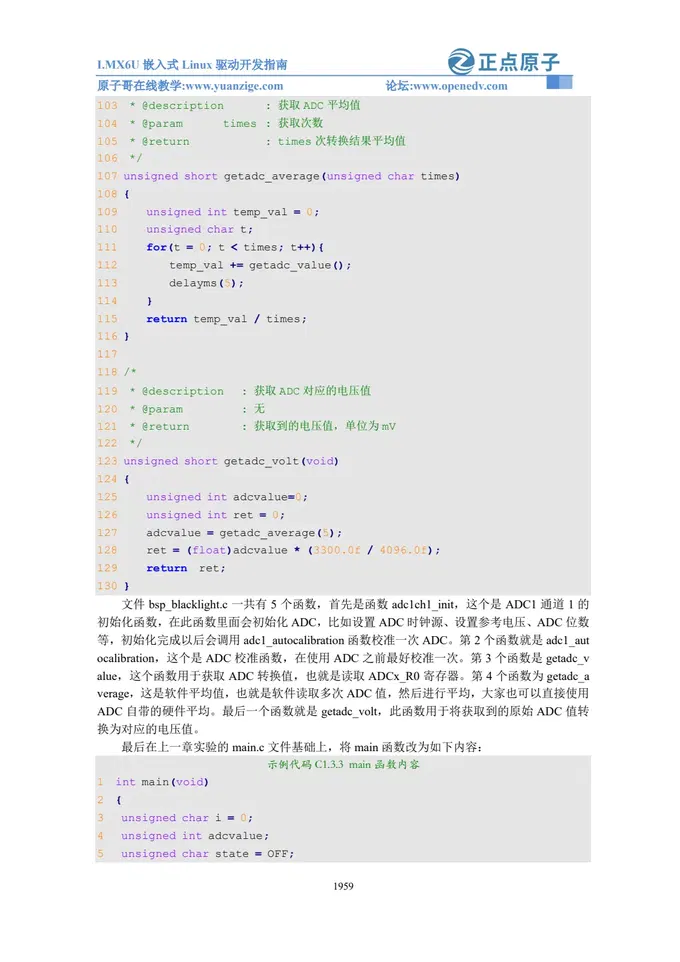 I.MX6U 嵌入式 Linux 驱动开发指南
正点原子
原子哥在线教学:www.yuanzige.com 论坛:www.openedv.com
103 * @description : 获取 ADC 平均值
104 * @param times : 获取次数
105 * @return : times 次转换结果平均值
106 */
107 unsigned short getadc_average(unsigned char times)
108 {
109 unsigned int temp_val = 0;
110 unsigned char t;
111 for(t = 0; t < times; t++){
112 temp_val += getadc_value();
113 delayms(5);
114 }
115 return temp_val / times;
116 }
117
118 /*
119 * @description : 获取 ADC 对应的电压值
120 * @param : 无
121 * @return : 获取到的电压值，单位为 mV
122 */
123 unsigned short getadc_volt(void)
124 {
125 unsigned int adcvalue=0;
126 unsigned int ret = 0;
127 adcvalue = getadc_average(5);
128 ret = (float)adcvalue * (3300.0f / 4096.0f);
129 return ret;
130 }
文件 bsp_blacklight.c 一共有 5 个函数，首先是函数 adc1ch1_init，这个是 ADC1 通道 1 的
初始化函数，在此函数里面会初始化 ADC，比如设置 ADC 时钟源、设置参考电压、ADC 位数
等，初始化完成以后会调用 adc1_autocalibration 函数校准一次 ADC。第 2 个函数就是 adc1_aut
ocalibration，这个是 ADC 校准函数，在使用 ADC 之前最好校准一次。第 3 个函数是 getadc_v
alue，这个函数用于获取 ADC 转换值，也就是读取 ADCx_R0 寄存器。第 4 个函数为 getadc_a
verage，这是软件平均值，也就是软件读取多次 ADC 值，然后进行平均，大家也可以直接使用
ADC 自带的硬件平均。最后一个函数就是 getadc_volt，此函数用于将获取到的原始 ADC 值转
换为对应的电压值。
最后在上一章实验的 main.c 文件基础上，将 main 函数改为如下内容：
示例代码 C1.3.3 main 函数内容
1 int main(void)
2 {
3 unsigned char i = 0;
4 unsigned int adcvalue;
5 unsigned char state = OFF;
1959